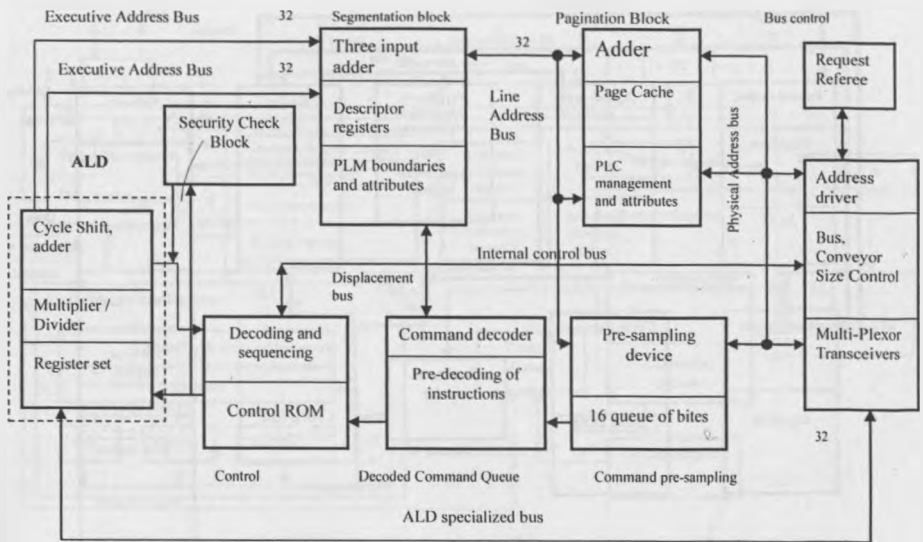 Executive Address Bus
32
Segmentation block
Pagination Block
Bus control
Three input
adder
32
Adder
Request
Referee
Executive Address Bus
32
Descriptor
registers
Line
Address
Bus
Page Cache
Physical Address bus
Security Check
Block
ALD
PLM boundaries
and attributes
PLC
management
and attributes
Address
driver
Cycle Shift,
adder
Internal control bus
Bus,
Conveyor
Size Control
Displacement
bus
Multiplier /
Divider
Decoding and
sequencing
Command decoder
Pre-sampling
device
Multi-Plexor
Transceivers
Register set
Pre-decoding of
instructions
Control ROM
16 queue of bites
32
Control
Decoded Command Queue
Command pre-sampling
ALD specialized bus